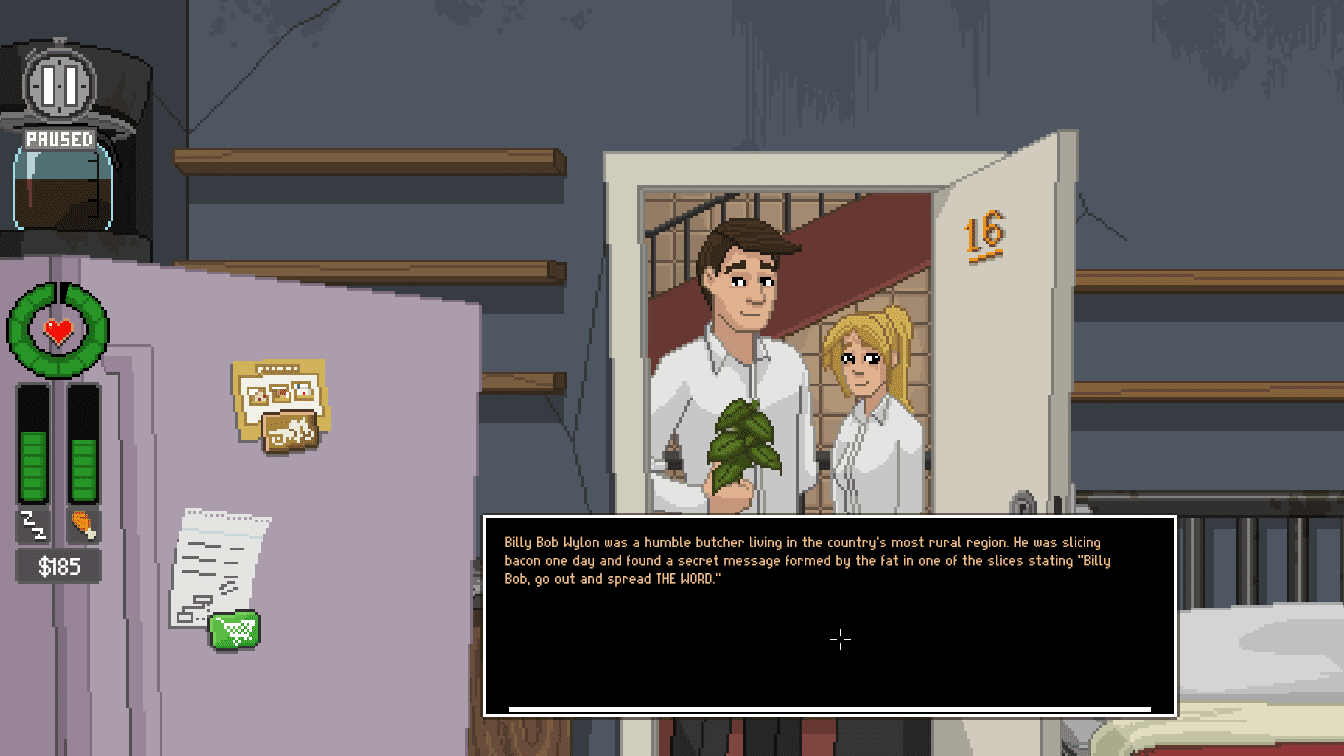 PAUSED
16
$185
Billy Bob Wylon was a humble butcher living in the country's most rural region. He was slicing
bacon one day and found a secret message formed by the fat in one of the slices stating "Billy
Bob, go out and spread THE WORD."